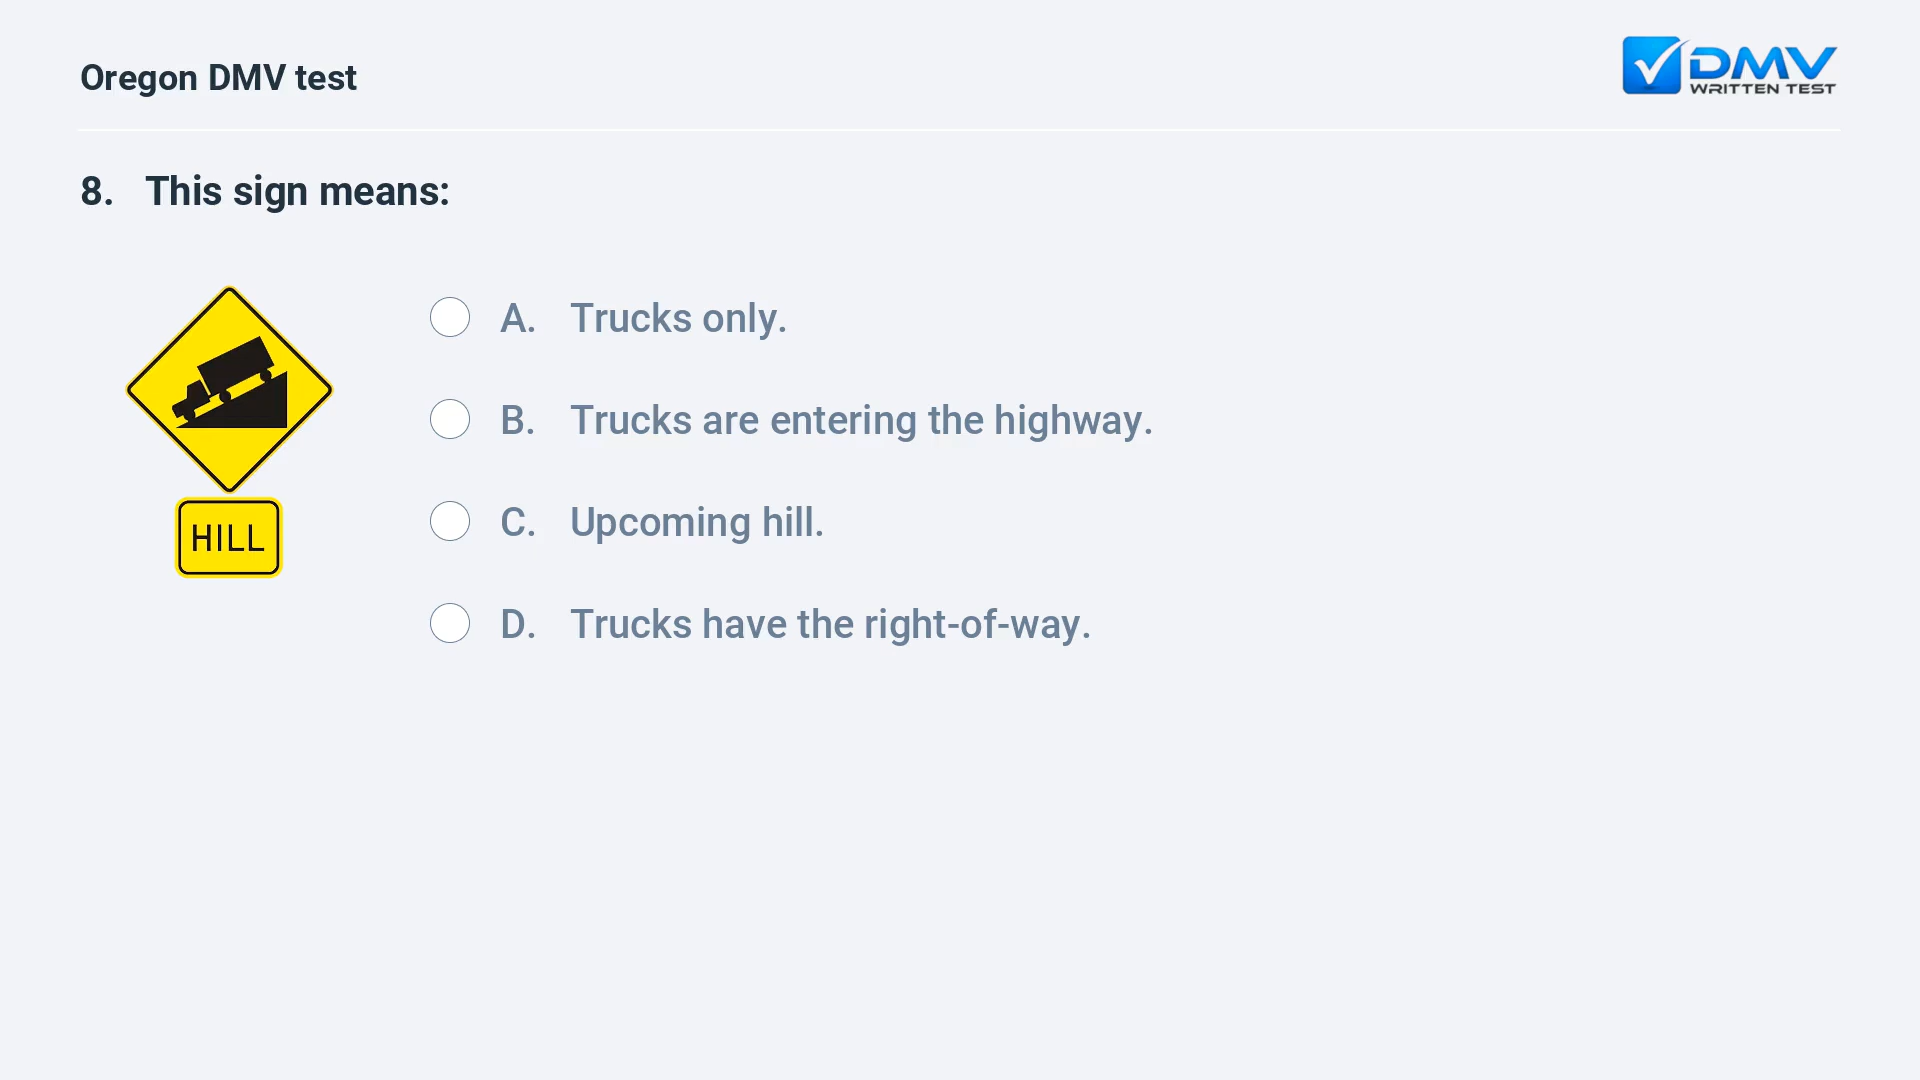 Oregon DMV test
DMV
WRITTEN TEST
8. This sign means:
A. Trucks only.
B. Trucks are entering the highway.
C. Upcoming hill.
D. Trucks have the right-of-way.
HILL